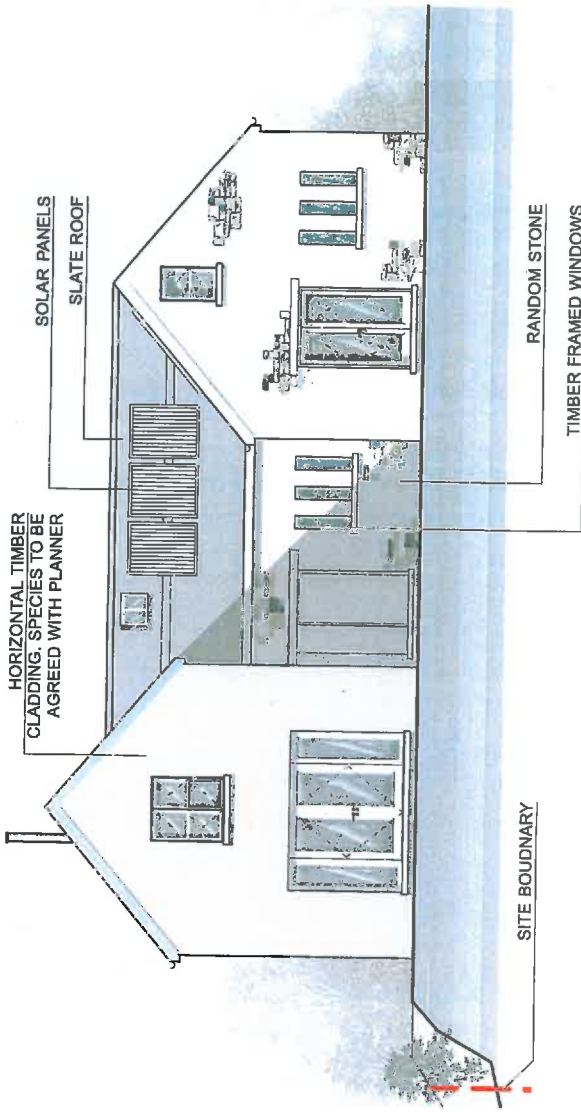 HORIZONTAL TIMBER
CLADDING. SPECIES TO BE
AGREED WITH PLANNER
SOLAR PANELS
SLATE ROOF
SITE BOUDNARY
RANDOM STONE
TIMBER FRAMED WINDOWS